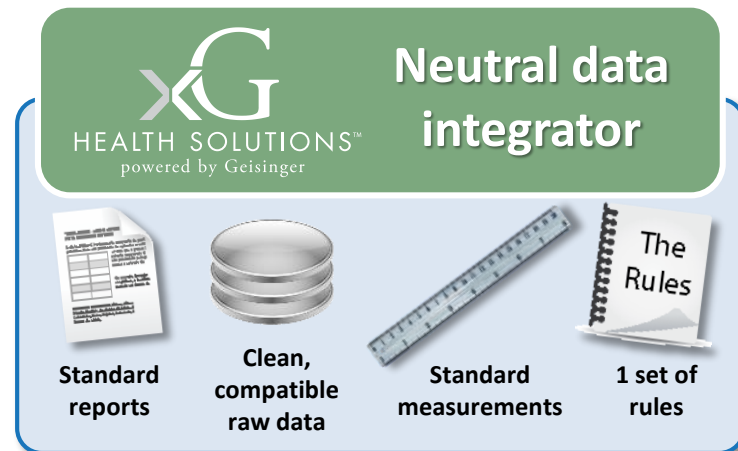 xG
HEALTH SOLUTIONS™
powered by Geisinger
Neutral data
integrator
The
Rules
Standard
reports
Clean,
compatible
raw data
Standard
measurements
1 set of
rules